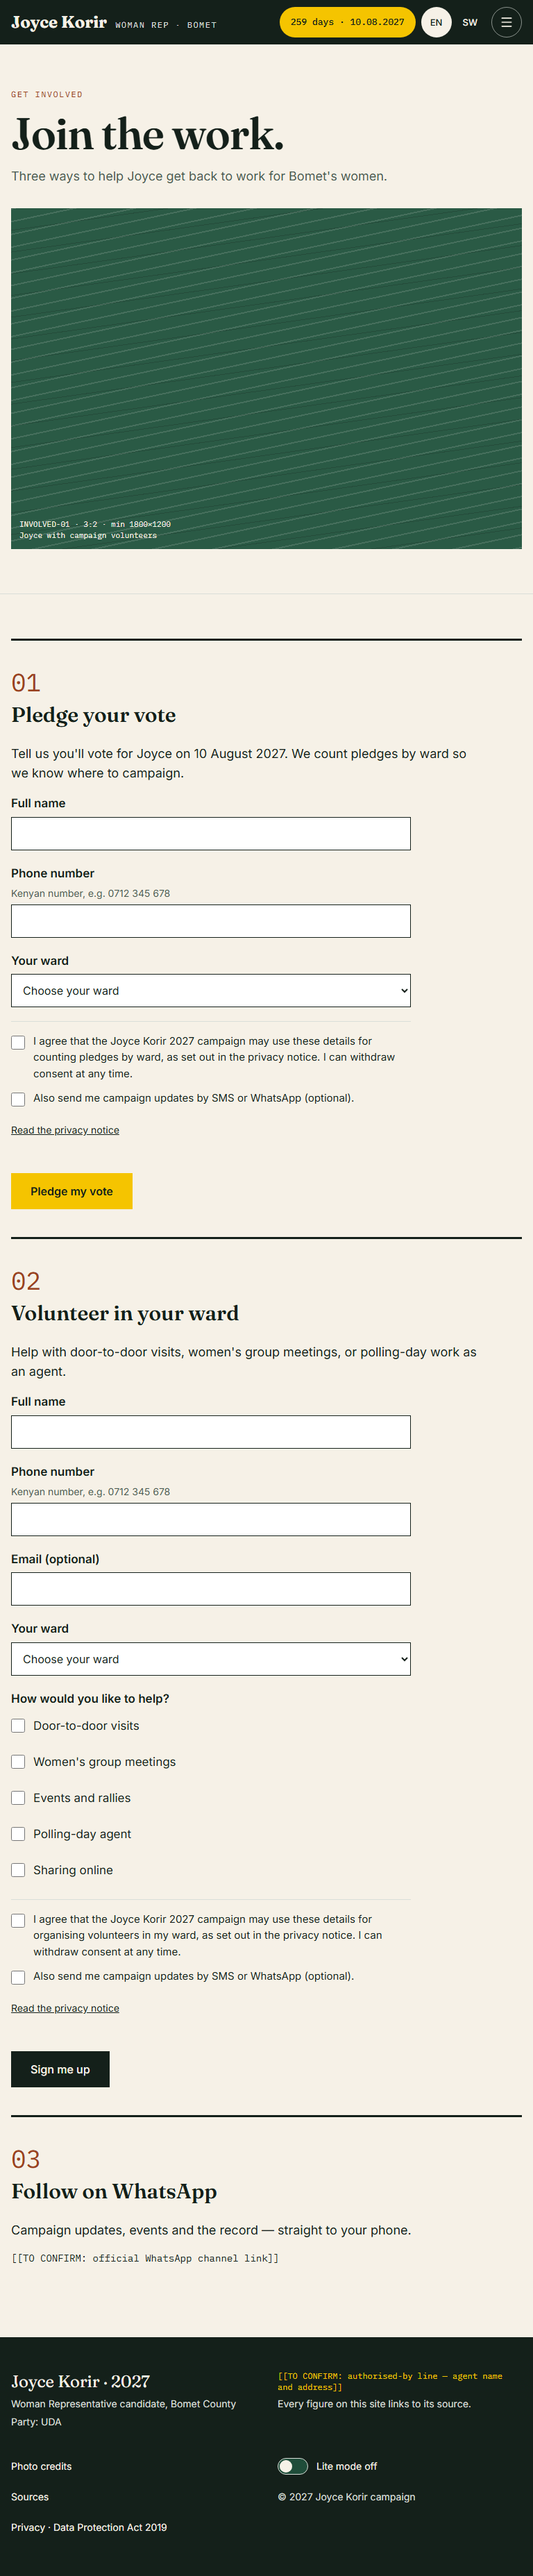 Joyce Korir WOMAN REP · BOMET
259 days · 10.08.2027
EN
SW
GET INVOLVED
Join the work.
Three ways to help Joyce get back to work for Bomet's women.
INVOLVED-01 · 3:2 · min 1800×1200
Joyce with campaign volunteers
01
Pledge your vote
Tell us you'll vote for Joyce on 10 August 2027. We count pledges by ward so
we know where to campaign.
Full name
Phone number
Kenyan number, e.g. 0712 345 678
Your ward
Choose your ward
I agree that the Joyce Korir 2027 campaign may use these details for
counting pledges by ward, as set out in the privacy notice. I can withdraw
consent at any time.
Also send me campaign updates by SMS or WhatsApp (optional).
Read the privacy notice
Pledge my vote
02
Volunteer in your ward
Help with door-to-door visits, women's group meetings, or polling-day work as
an agent.
Full name
Phone number
Kenyan number, e.g. 0712 345 678
Email (optional)
Your ward
Choose your ward
How would you like to help?
Door-to-door visits
Women's group meetings
Events and rallies
Polling-day agent
Sharing online
I agree that the Joyce Korir 2027 campaign may use these details for
organising volunteers in my ward, as set out in the privacy notice. I can
withdraw consent at any time.
Also send me campaign updates by SMS or WhatsApp (optional).
Read the privacy notice
Sign me up
03
Follow on WhatsApp
Campaign updates, events and the record — straight to your phone.
[[TO CONFIRM: official WhatsApp channel link]]
Joyce Korir · 2027
Woman Representative candidate, Bomet County
Party: UDA
[[TO CONFIRM: authorised-by line — agent name
and address]]
Every figure on this site links to its source.
Photo credits
Sources
Privacy · Data Protection Act 2019
Lite mode off
© 2027 Joyce Korir campaign